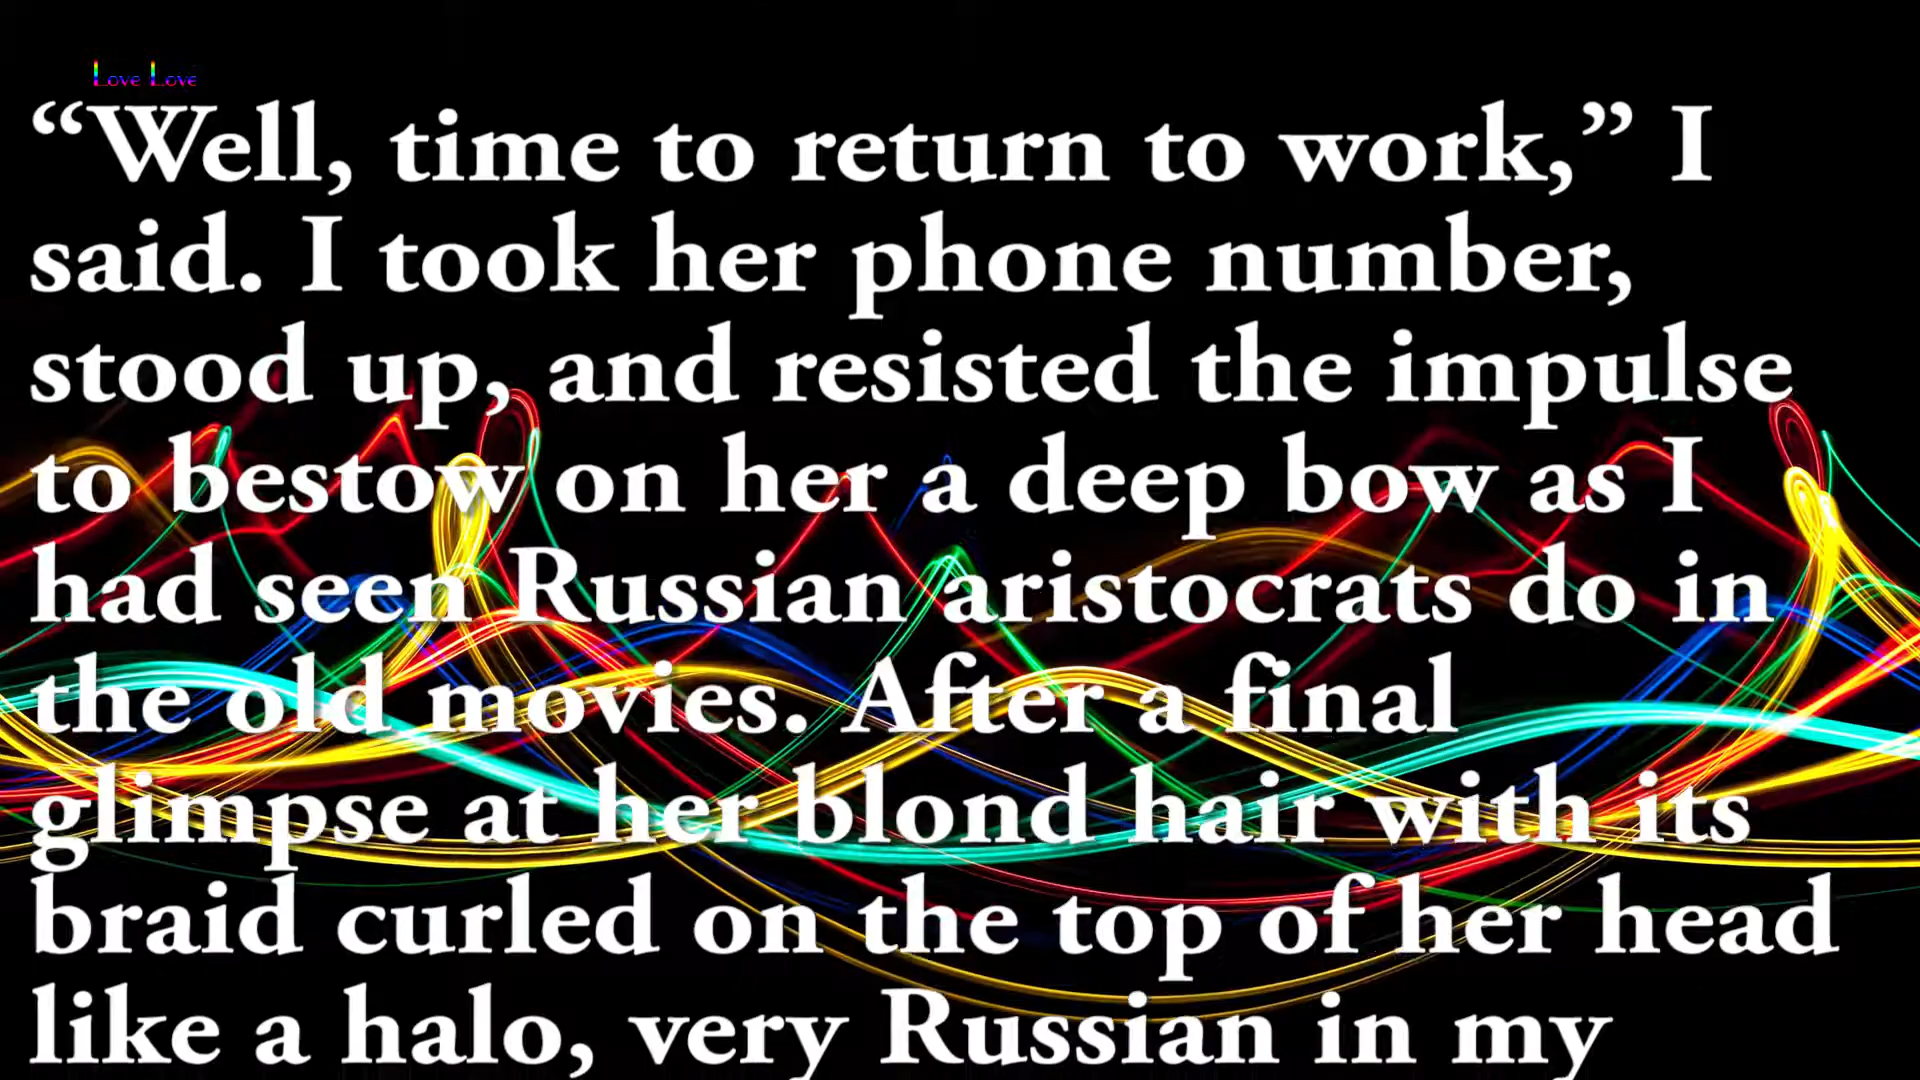 Love Love
“Well, time to return to work,” I
said. I took her phone number,
stood up, and resisted the impulse
to bestow on her a deep bow as I
had seen Russian aristocrats do in
the old movies. After a final
glimpse at her blond hair with its
braid curled on the top of her head
like a halo, very Russian in my